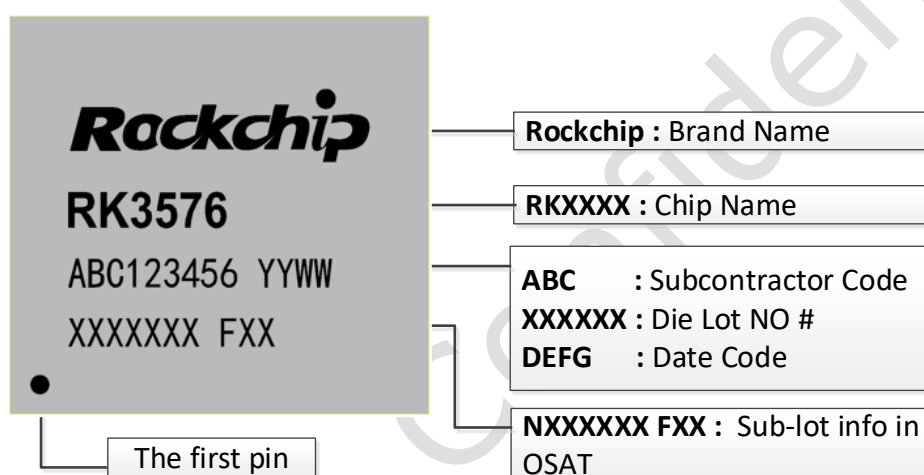 Rockchip
RK3576
ABC123456 YYWW
XXXXXXX FXX
The first pin
Rockchip : Brand Name
RKXXXX : Chip Name
ABC : Subcontractor Code
XXXXXX : Die Lot NO #
DEFG : Date Code
NXXXXXX FXX : Sub-lot info in
OSAT
Confiden